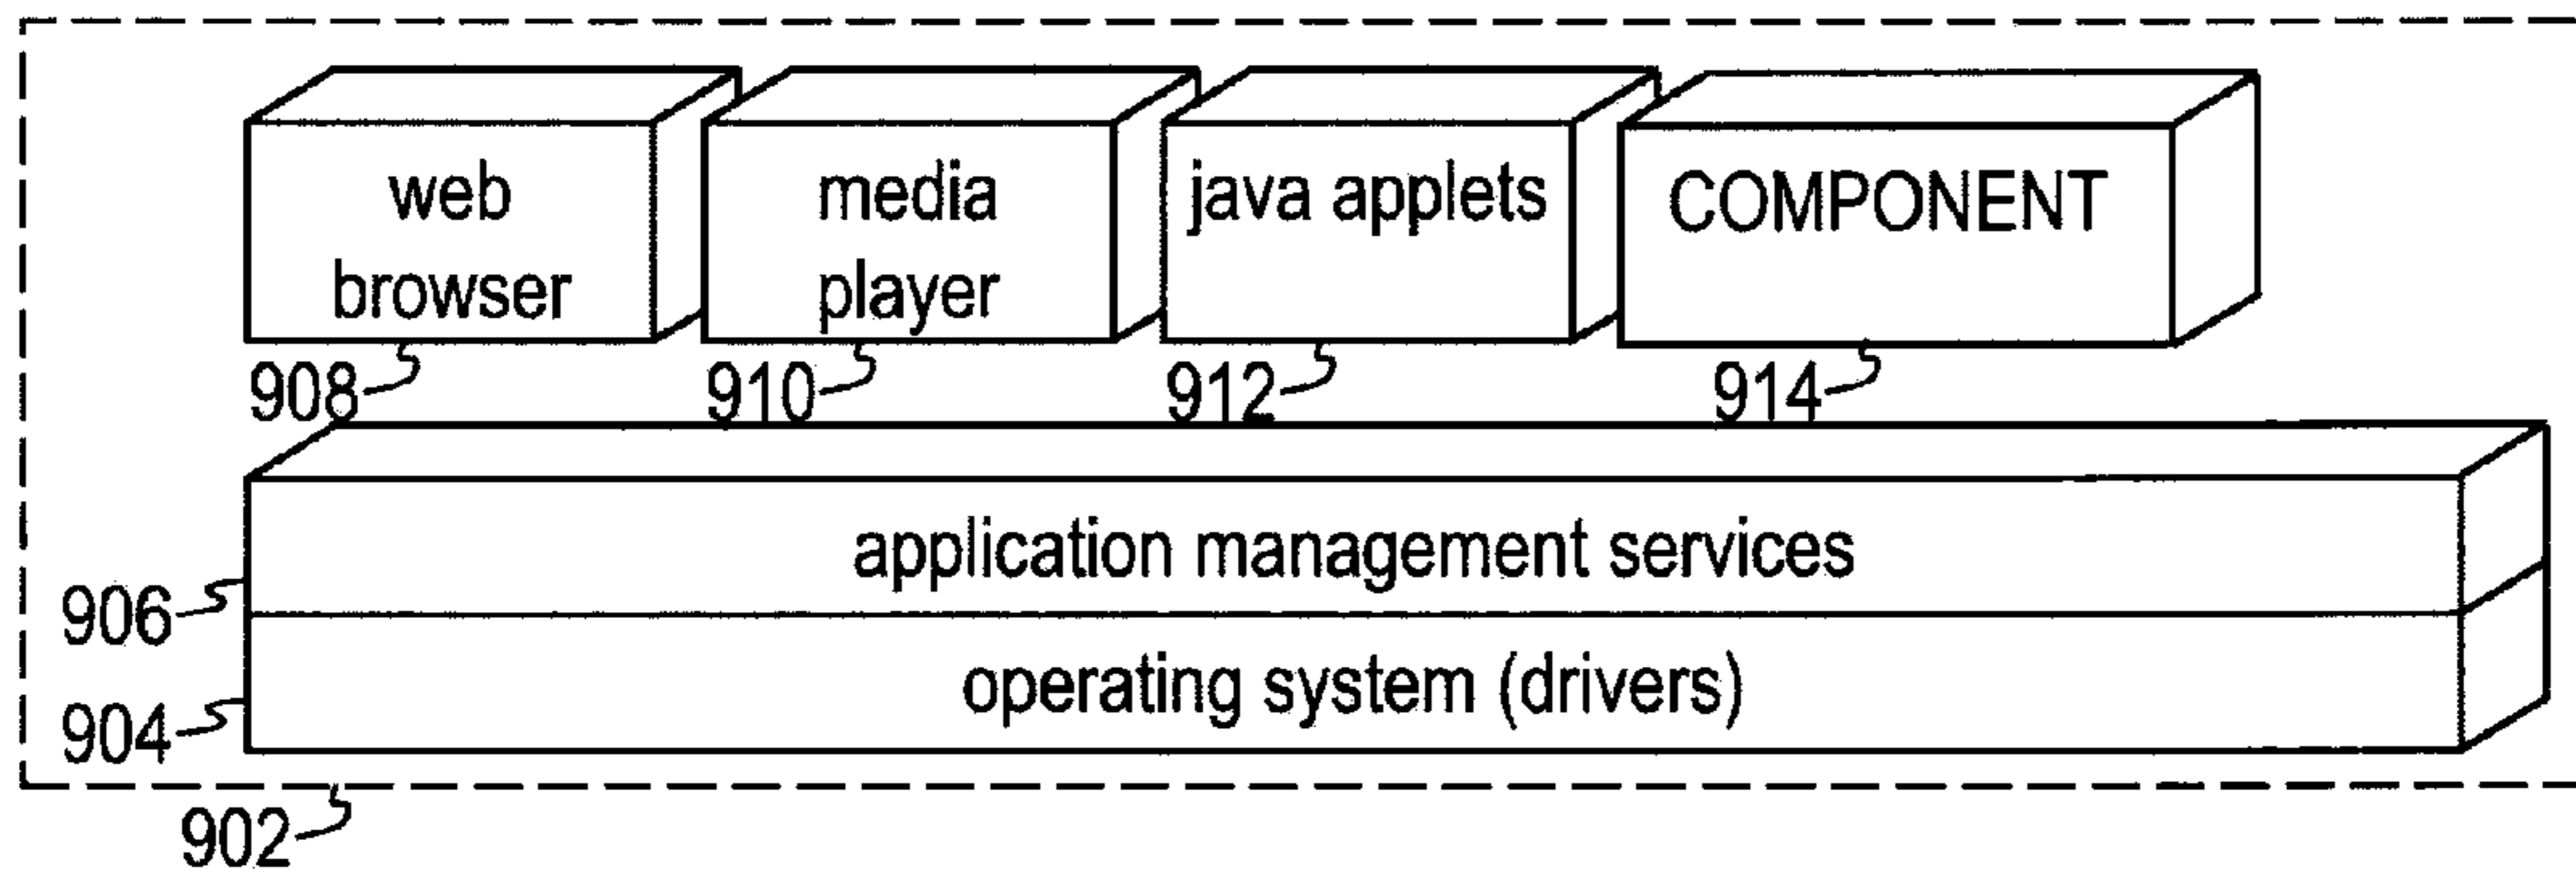 web
browser
media
player
java applets
COMPONENT
908
910
912
914
application management services
906
operating system (drivers)
904
902